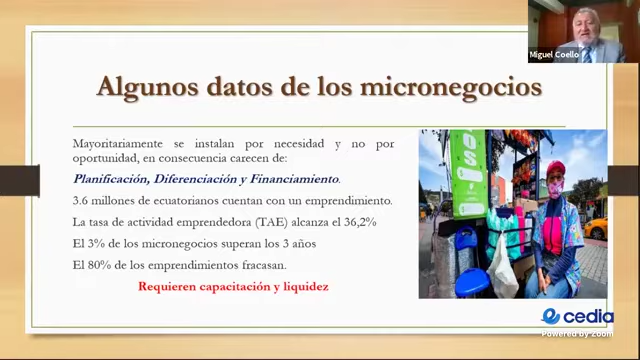 Miguel Coello
Algunos datos de los micronegocios
Mayoritariamente se instalan por necesidad y no por
oportunidad, en consecuencia carecen de:
Planificación, Diferenciación y Financiamiento.
3.6 millones de ecuatorianos cuentan con un emprendimiento.
La tasa de actividad emprendedora (TAE) alcanza el 36,2%
El 3% de los micronegocios superan los 3 años
El 80% de los emprendimientos fracasan.
Requieren capacitación y liquidez
OS!
cedia
Powered by Zoom